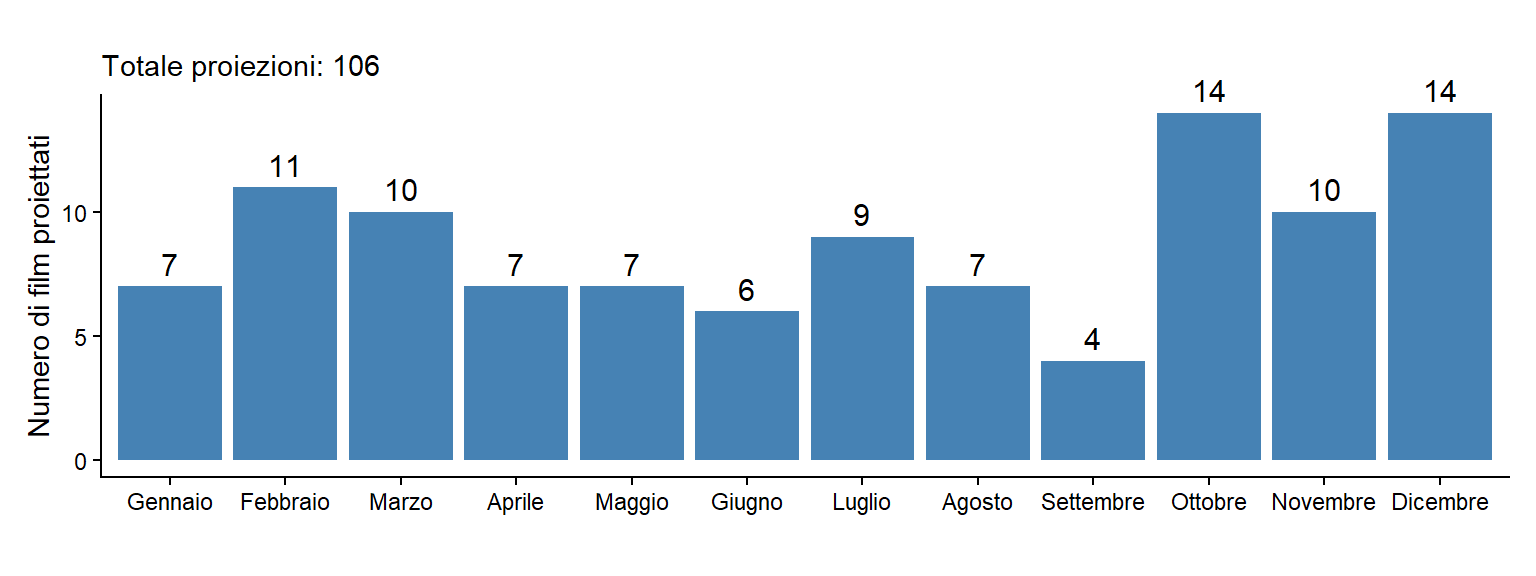 Totale proiezioni: 106
Numero di film proiettati
14 14
11
10 10
9
7 7 7 7
6
4
10
5
0
Gennaio Febbraio Marzo Aprile Maggio Giugno Luglio Agosto Settembre Ottobre Novembre Dicembre